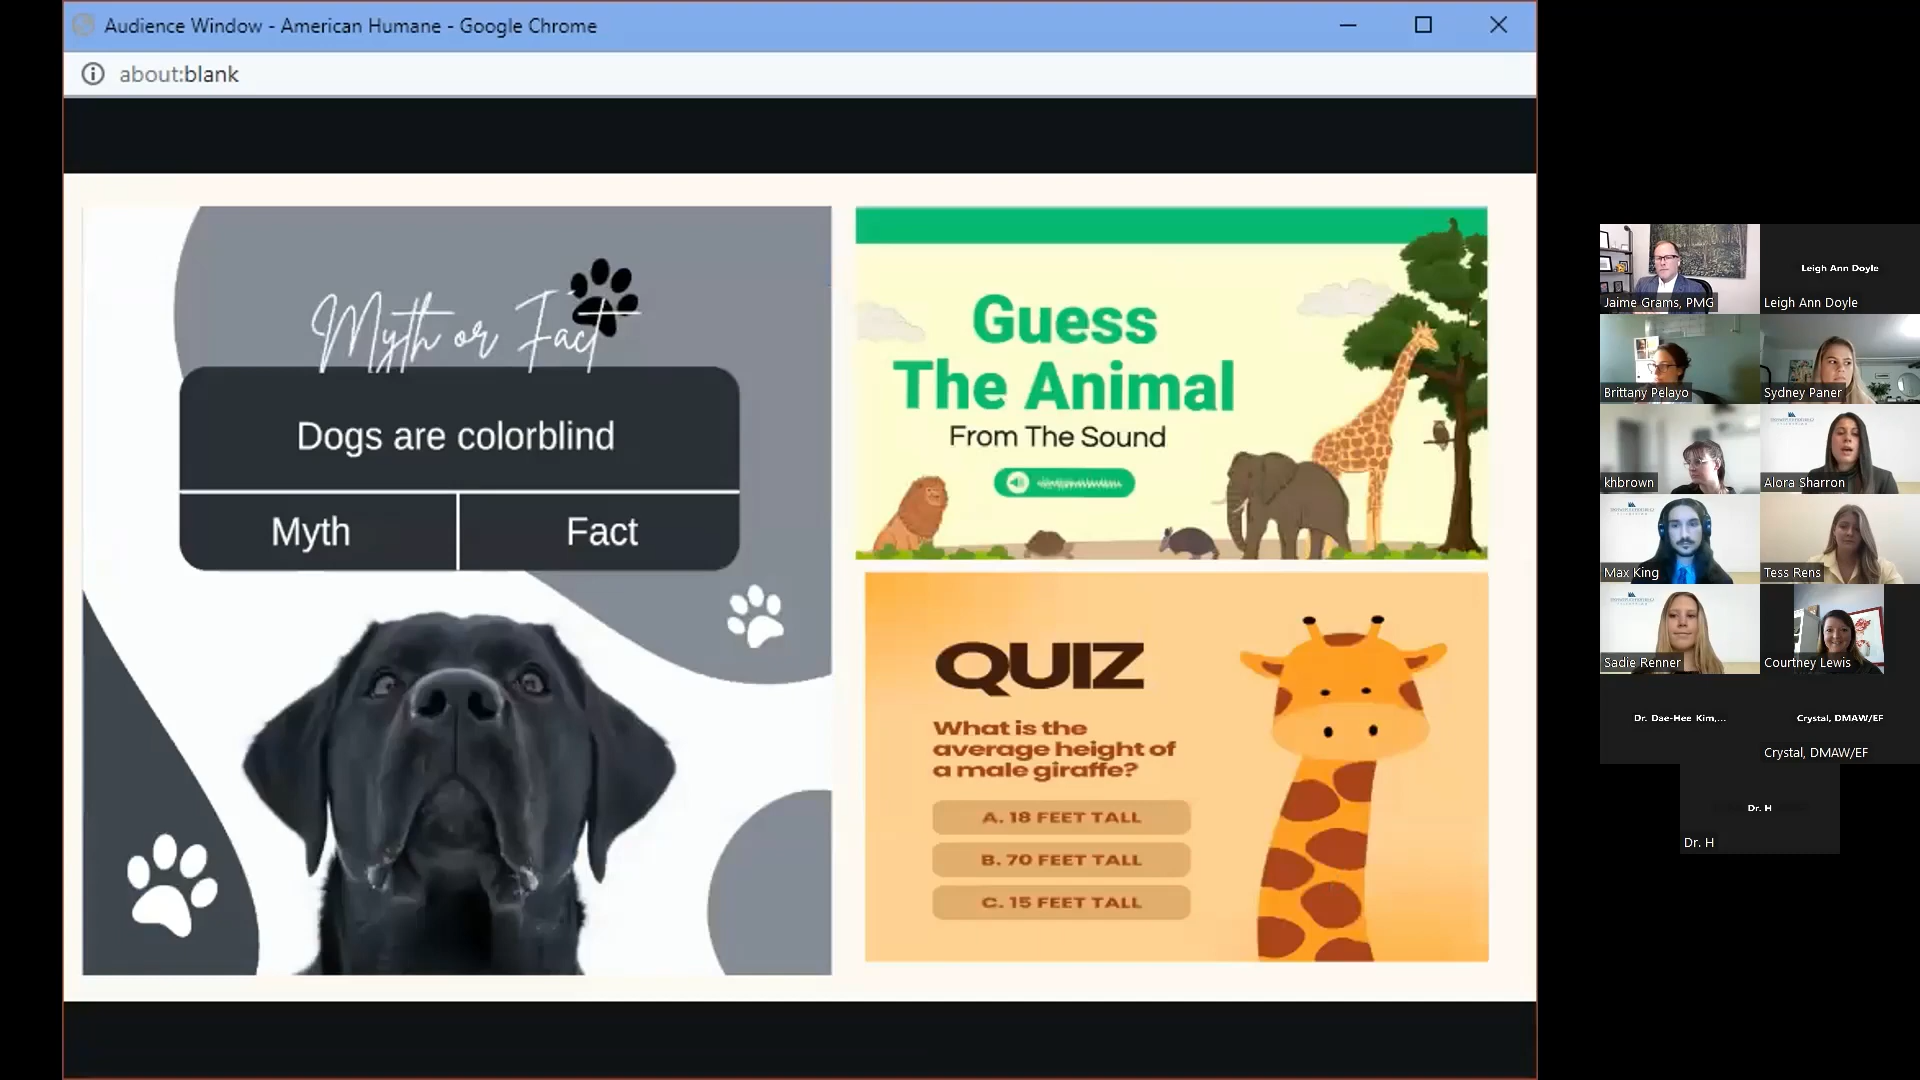 Audience Window - American Humane - Google Chrome
about:blank
Myth or Fact
Dogs are colorblind
Myth
Fact
Guess
The Animal
From The Sound
QUIZ
What is the
average height of
a male giraffe?
A. 18 FEET TALL
B. 70 FEET TALL
C. 15 FEET TALL
Jaime Grams, PMG
Leigh Ann Doyle
Leigh Ann Doyle
Brittany Pelayo
Sydney Paner
khbrown
Alora Sharron
Max King
Tess Rens
Sadie Renner
Courtney Lewis
Dr. Dae-Hee Kim,...
Crystal, DMAW/EF
Crystal, DMAW/EF
Dr. H
Dr. H